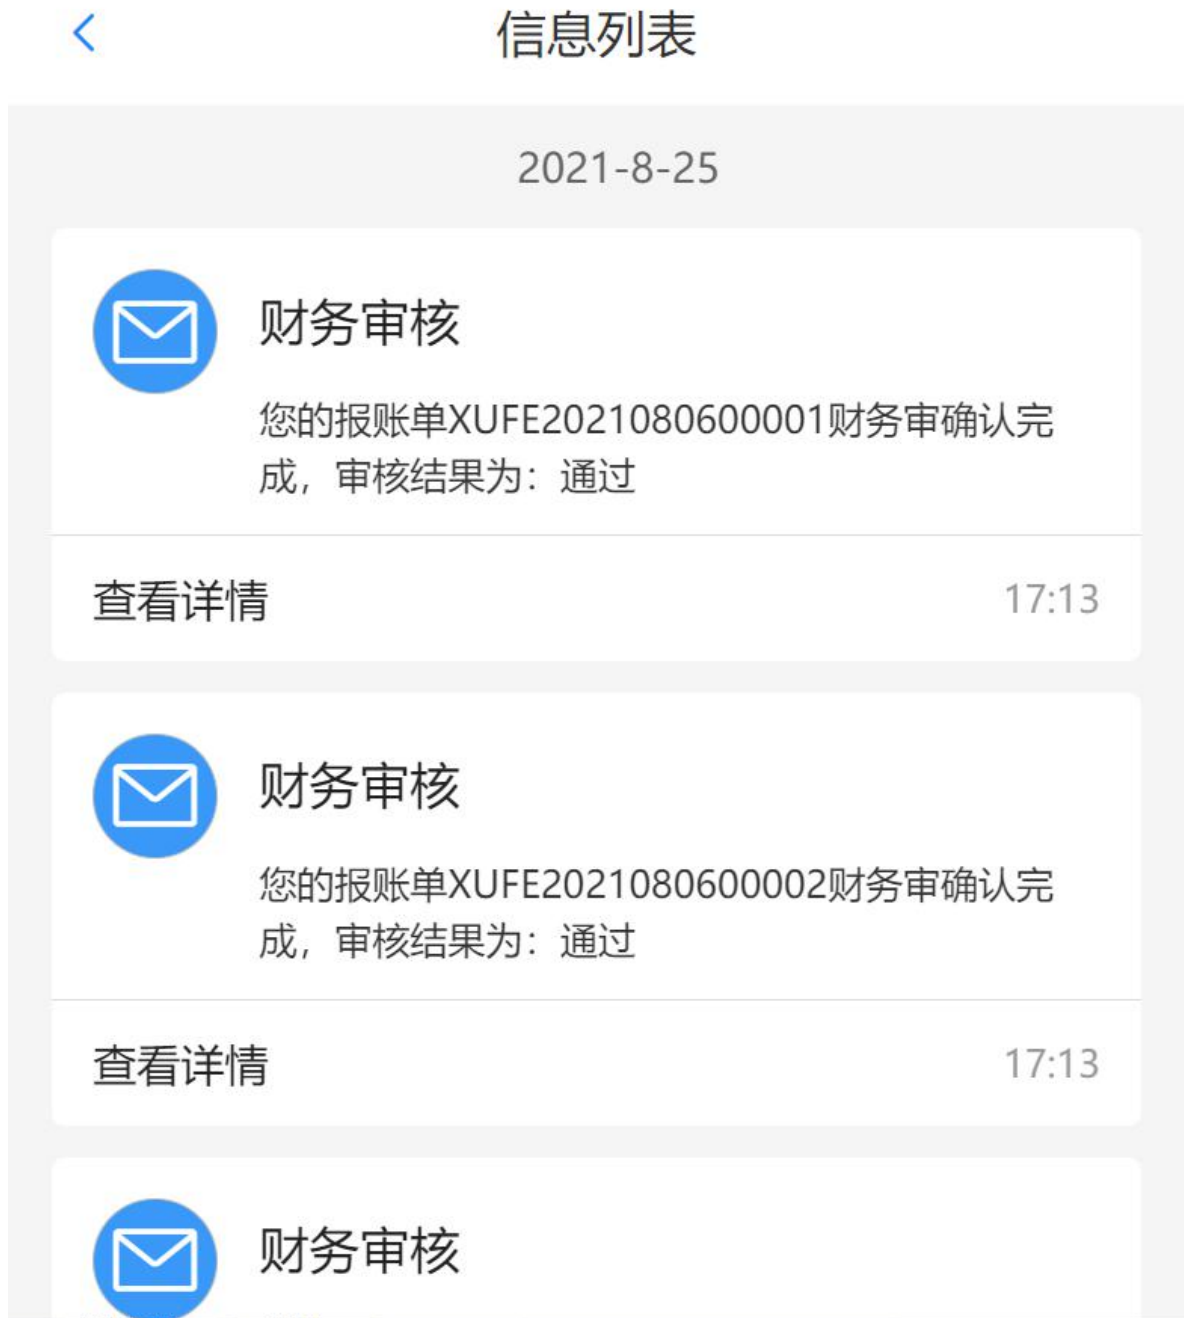 信息列表
2021-8-25
财务审核
您的报账单XUFE2021080600001财务审确认完
成，审核结果为：通过
查看详情
17:13
财务审核
您的报账单XUFE2021080600002财务审确认完
成，审核结果为：通过
查看详情
17:13
财务审核